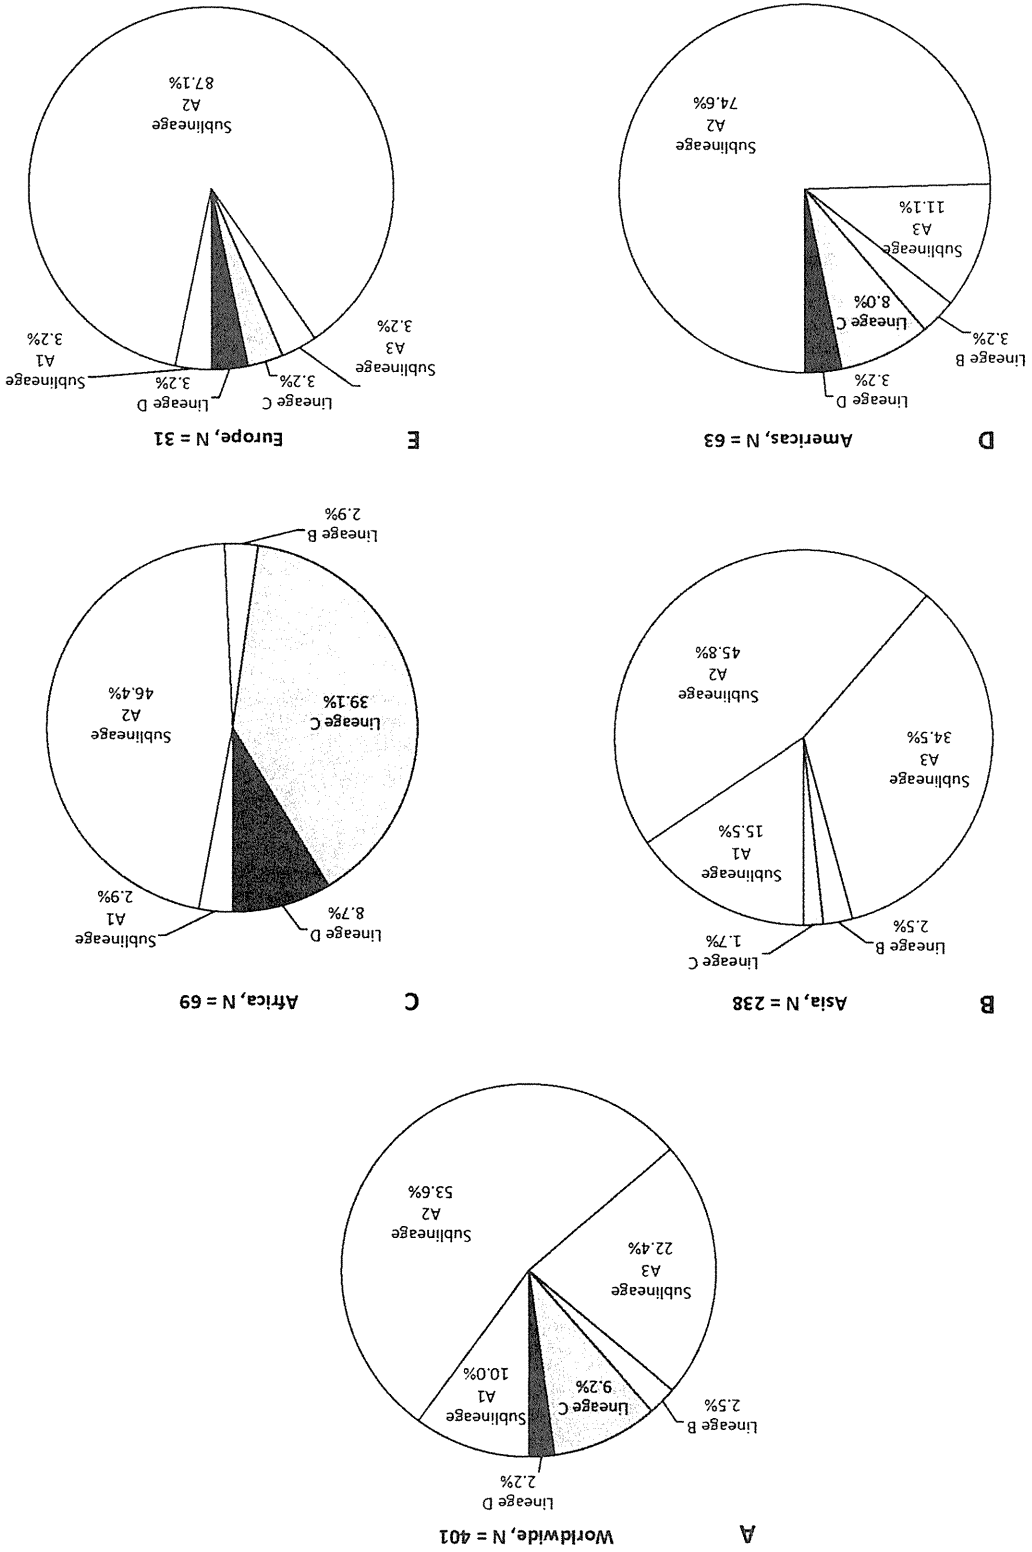 A
Worldwide, N = 401
Lineage D
2.2%
Sublineage
A1
10.0%
Lineage C
9.2%
Lineage B
2.5%
Sublineage
A3
22.4%
Sublineage
A2
53.6%
B
Asia, N = 238
Lineage C
1.7%
Lineage B
2.5%
Sublineage
A1
15.5%
Sublineage
A3
34.5%
Sublineage
A2
45.8%
C
Africa, N = 69
Lineage D
8.7%
Sublineage
A1
2.9%
Lineage C
39.1%
Sublineage
A2
46.4%
Lineage B
2.9%
D
Americas, N = 63
Lineage D
3.2%
Lineage B
3.2%
Lineage C
8.0%
Sublineage
A3
11.1%
Sublineage
A2
74.6%
E
Europe, N = 31
Lineage C
3.2%
Lineage D
3.2%
Sublineage
A1
3.2%
Sublineage
A3
3.2%
Sublineage
A2
87.1%